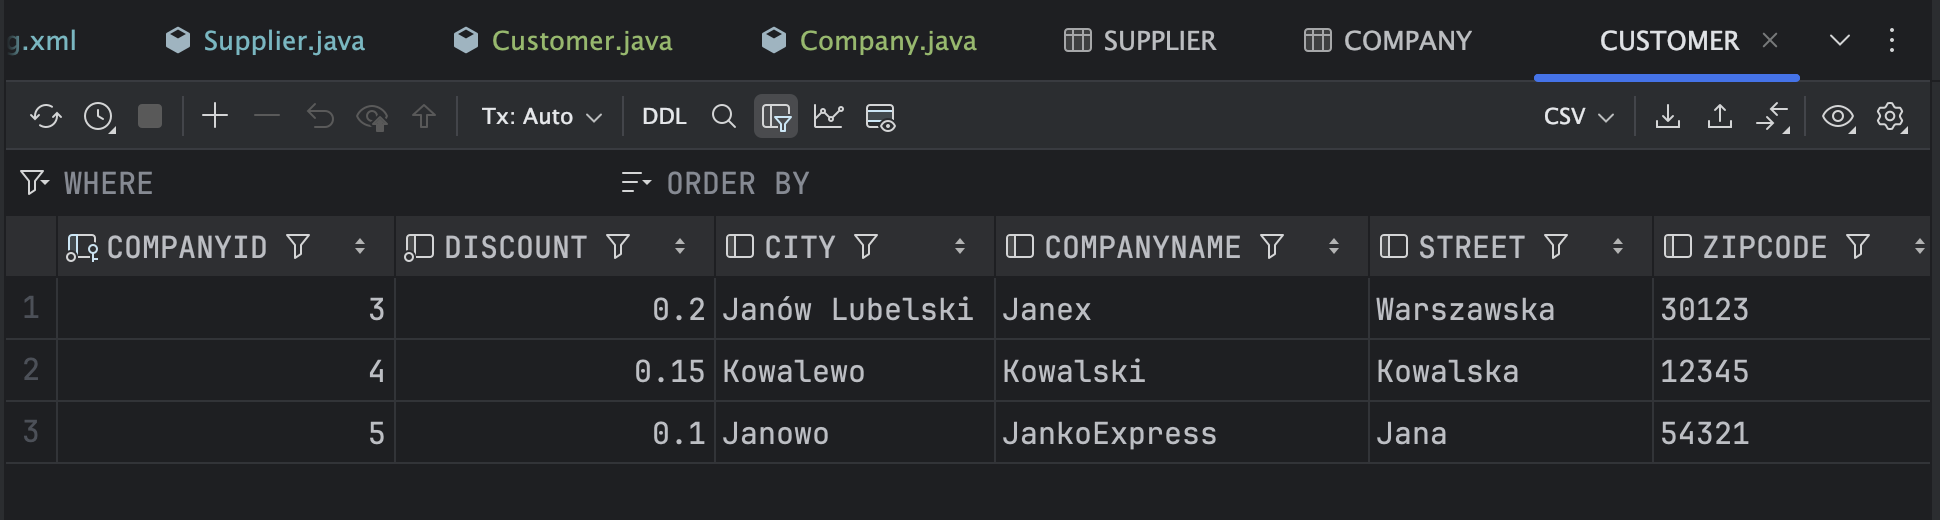 g.xml Supplier.java Customer.java Company.java SUPPLIER COMPANY CUSTOMER
Tx: Auto DDL CSV
WHERE ORDER BY
COMPANYID DISCOUNT CITY COMPANYNAME STREET ZIPCODE
1 3 0.2 Janów Lubelski Janex Warszawska 30123
2 4 0.15 Kowalewo Kowalski Kowalska 12345
3 5 0.1 Janowo JankoExpress Jana 54321